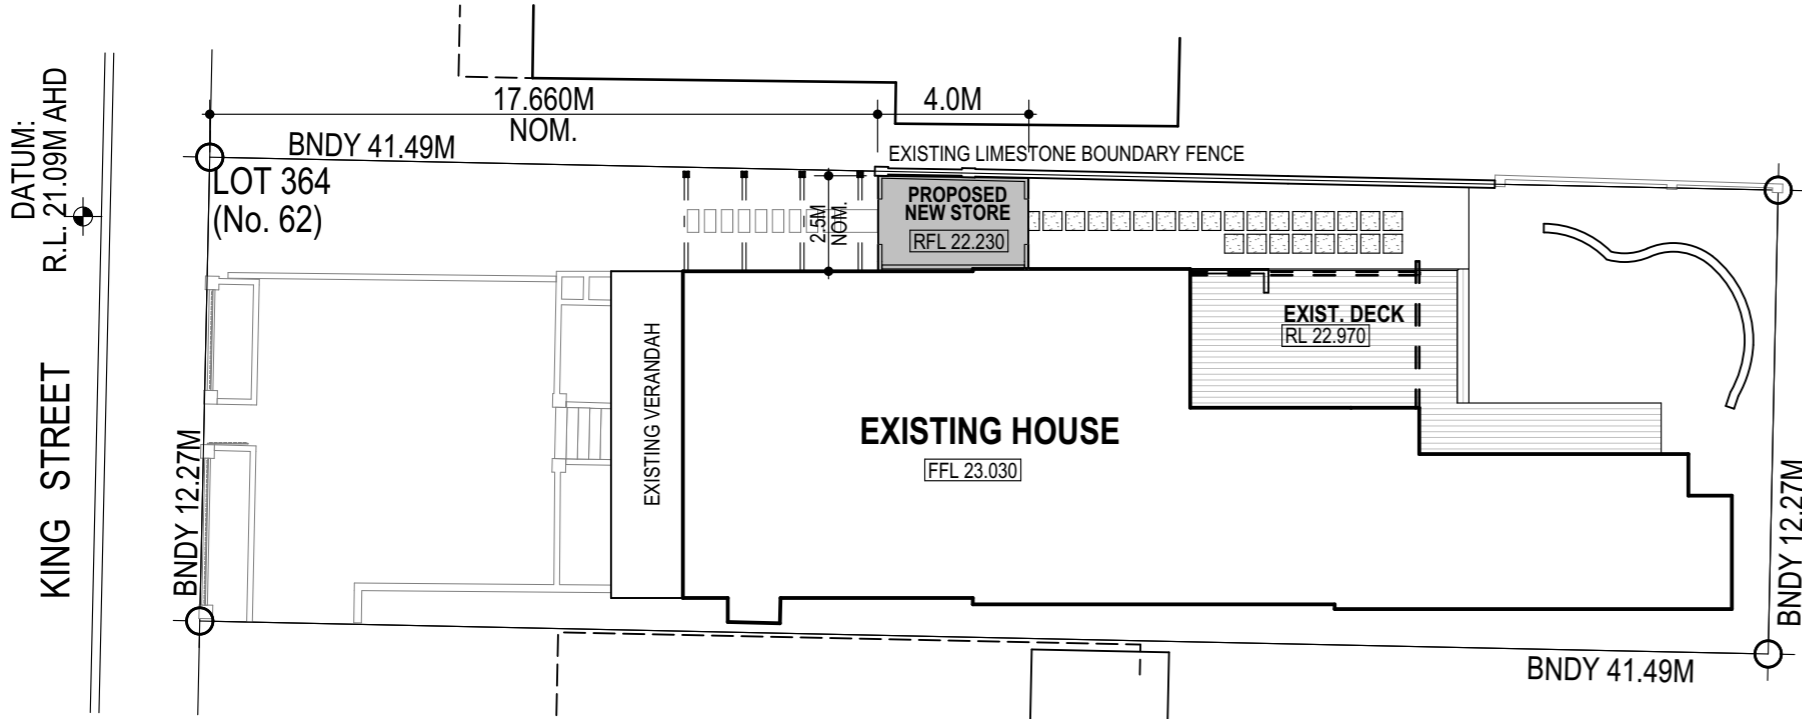 DATUM:
R.L. 21.09M AHD
KING STREET
17.660M
NOM.
4.0M
BNDY 41.49M
EXISTING LIMESTONE BOUNDARY FENCE
LOT 364
(No. 62)
2.5M
NOM.
PROPOSED
NEW STORE
RFL 22.230
EXIST. DECK
RL 22.970
EXISTING VERANDAH
EXISTING HOUSE
FFL 23.030
BNDY 12.27M
BNDY 12.27M
BNDY 41.49M